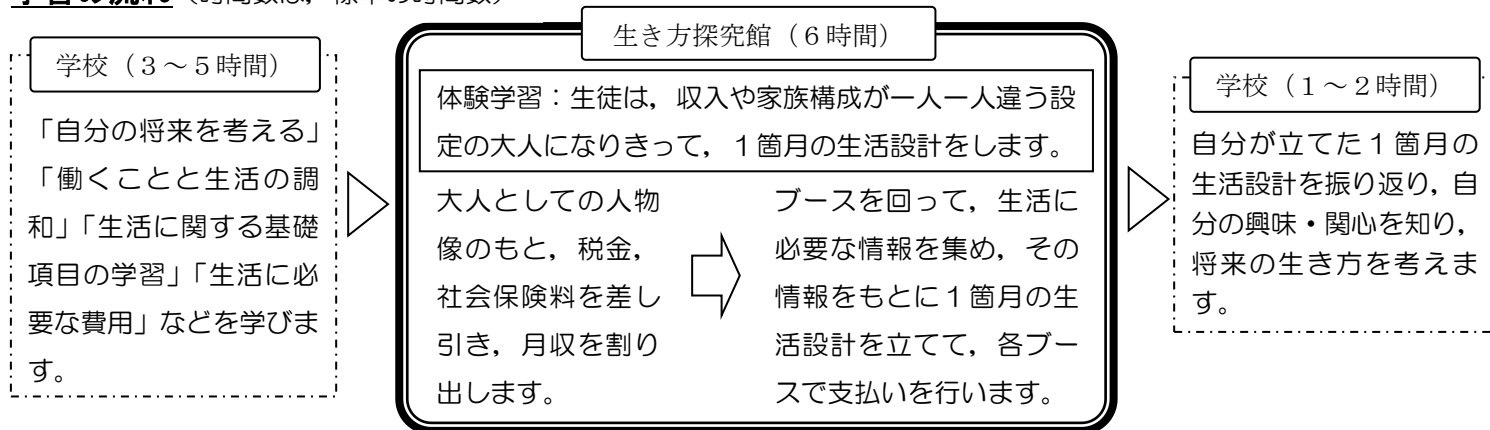 学習の流れ（時間数は，標準の時間数）
学校（３～５時間）
「自分の将来を考える」
「働くことと生活の調
和」「生活に関する基礎
項目の学習」「生活に必
要な費用」などを学びま
す。
生き方探究館（６時間）
体験学習：生徒は，収入や家族構成が一人一人違う設
定の大人になりきって，１箇月の生活設計をします。
大人としての人物
像のもと，税金，
社会保険料を差し
引き，月収を割り
出します。
ブースを回って，生活に
必要な情報を集め，その
情報をもとに１箇月の生
活設計を立てて，各ブー
スで支払いを行います。
学校（１～２時間）
自分が立てた１箇月の
生活設計を振り返り，自
分の興味・関心を知り，
将来の生き方を考えま
す。